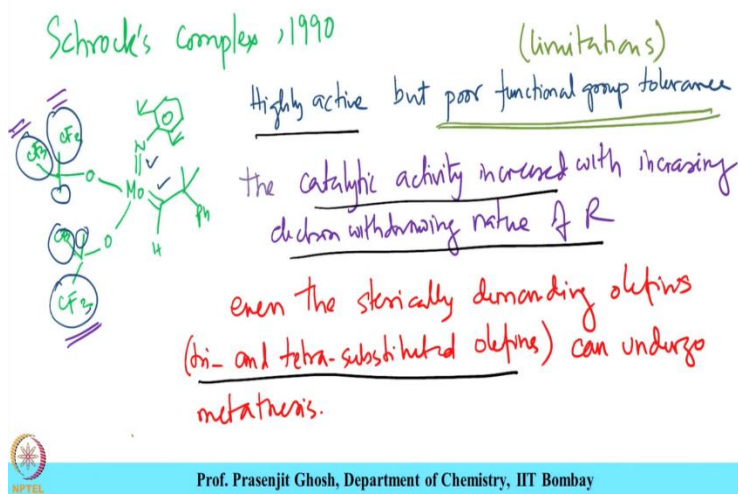 Schrock's Complex, 1990
(limitations)
Highly active but poor functional group tolerance
the catalytic activity increased with increasing
electron withdrawing nature of R
even the sterically demanding olefins
(tri- and tetra-substituted olefins) can undergo
metathesis.
CF3
CF3
N
O
Mo
O
Ph
H
CF3
NPTEL
Prof. Prasenjit Ghosh, Department of Chemistry, IIT Bombay